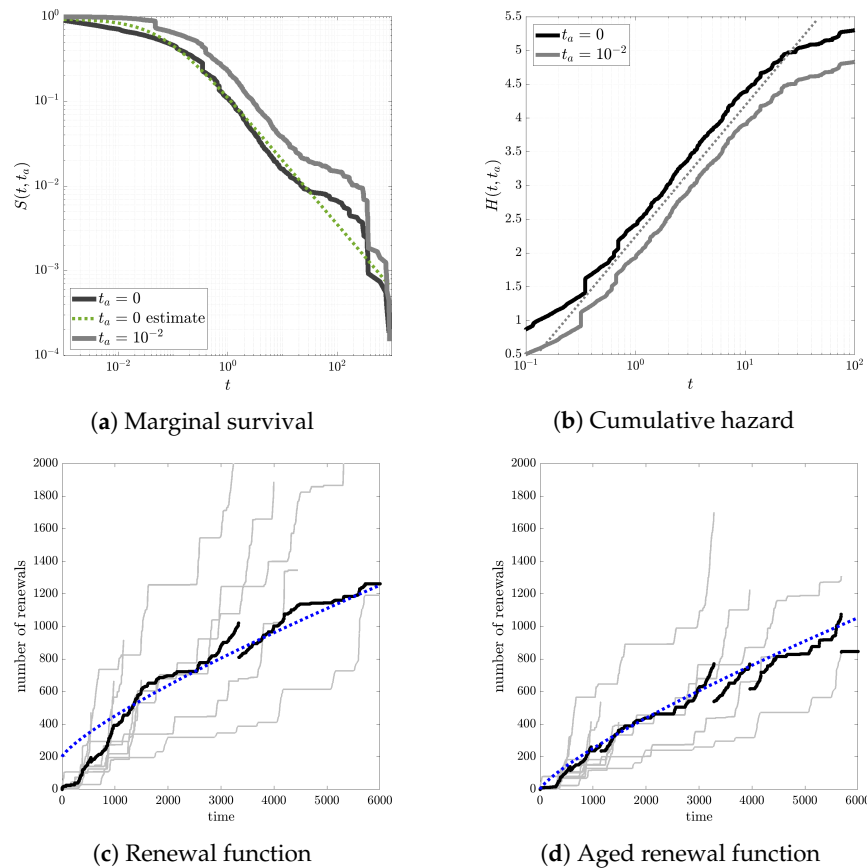 10^0
10^{-1}
10^{-2}
10^{-3}
10^{-4}
S(t, t_a)
t_a = 0
t_a = 0 estimate
t_a = 10^{-2}
10^{-2} 10^0 10^2
t
(a) Marginal survival
5.5
5
4.5
4
3.5
3
2.5
2
1.5
1
0.5
H(t, t_a)
t_a = 0
t_a = 10^{-2}
10^{-1} 10^0 10^1 10^2
t
(b) Cumulative hazard
2000
1800
1600
1400
1200
1000
800
600
400
200
0
number of renewals
0 1000 2000 3000 4000 5000 6000
time
(c) Renewal function
2000
1800
1600
1400
1200
1000
800
600
400
200
0
number of renewals
0 1000 2000 3000 4000 5000 6000
time
(d) Aged renewal function